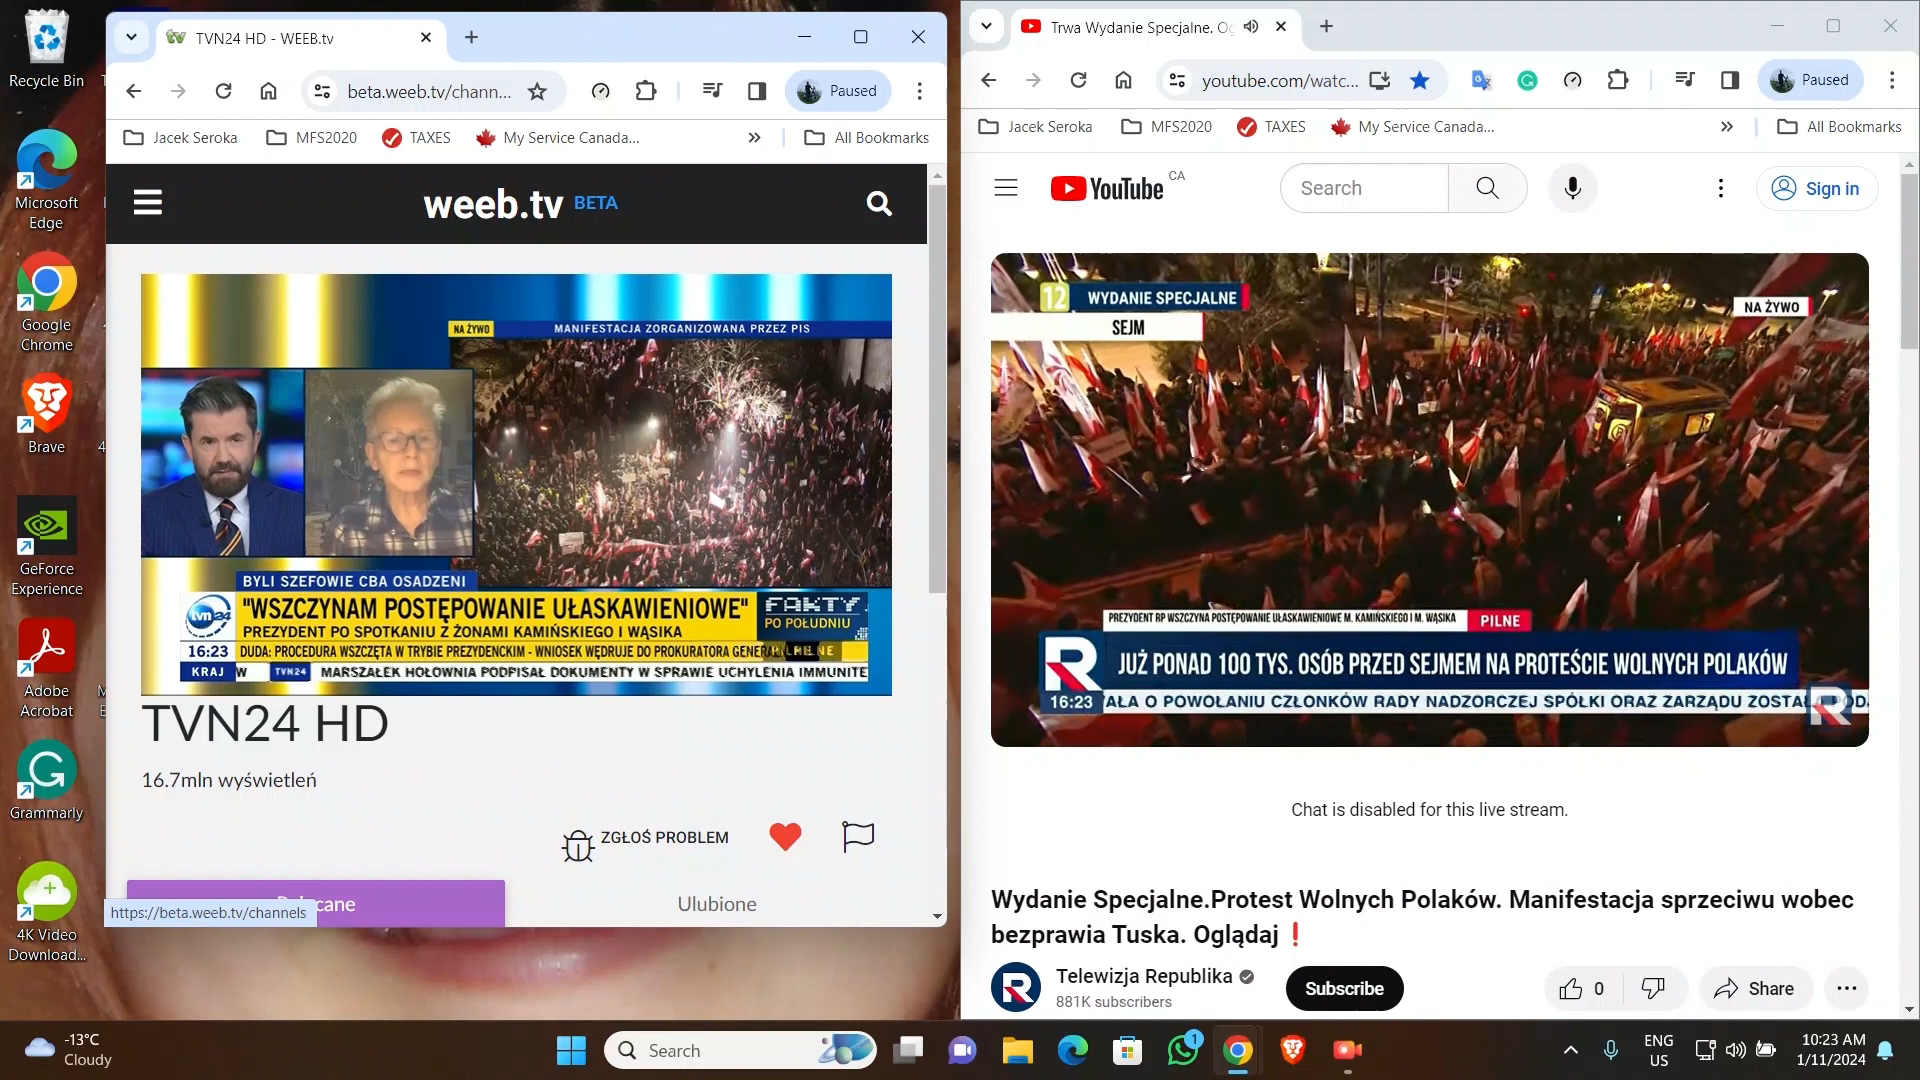 Recycle Bin
Microsoft
Edge
Google
Chrome
Brave
GeForce
Experience
Adobe
Acrobat
Grammarly
4K Video
Download...
TVN24 HD - WEEB.tv
beta.weeb.tv/chann...
Paused
Jacek Seroka
MFS2020
TAXES
My Service Canada...
»
All Bookmarks
weeb.tv BETA
NA ŻYWO
MANIFESTACJA ZORGANIZOWANA PRZEZ PIS
BYLI SZEFOWIE CBA OSADZENI
tvn24
"WSZCZYNAM POSTĘPOWANIE UŁASKAWIENIOWE"
FAKTY
PO POŁUDNIU
PREZYDENT PO SPOTKANIU Z ŻONAMI KAMIŃSKIEGO I WĄSIKA
16:23
DUDA: PROCEDURA WSZCZĘTA W TRYBIE PREZYDENCKIM - WNIOSEK WĘDRUJE DO PROKURATORA
KRAJ
W
TVN24
MARSZAŁEK HOŁOWNIA PODPISAŁ DOKUMENTY W SPRAWIE UCHYLENIA IMMUNITE
TVN24 HD
16.7mln wyświetleń
ZGŁOŚ PROBLEM
Ulubione
https://beta.weeb.tv/channels
Trwa Wydanie Specjalne. Og
youtube.com/watc...
Paused
Jacek Seroka
MFS2020
TAXES
My Service Canada...
»
All Bookmarks
YouTube CA
Search
Sign in
12
WYDANIE SPECJALNE
SEJM
NA ŻYWO
PREZYDENT RP WSZCZYNA POSTĘPOWANIE UŁASKAWIENIOWE M. KAMIŃSKIEGO I M. WĄSIKA
PILNE
R
JUŻ PONAD 100 TYS. OSÓB PRZED SEJMEM NA PROTEŚCIE WOLNYCH POLAKÓW
16:23
AŁA O POWOŁANIU CZŁONKÓW RADY NADZORCZEJ SPÓŁKI ORAZ ZARZĄDU
R
Chat is disabled for this live stream.
Wydanie Specjalne.Protest Wolnych Polaków. Manifestacja sprzeciwu wobec
bezprawia Tuska. Oglądaj❗
Telewizja Republika
881K subscribers
Subscribe
0
Share
-13°C
Cloudy
Search
1
ENG
US
10:23 AM
1/11/2024